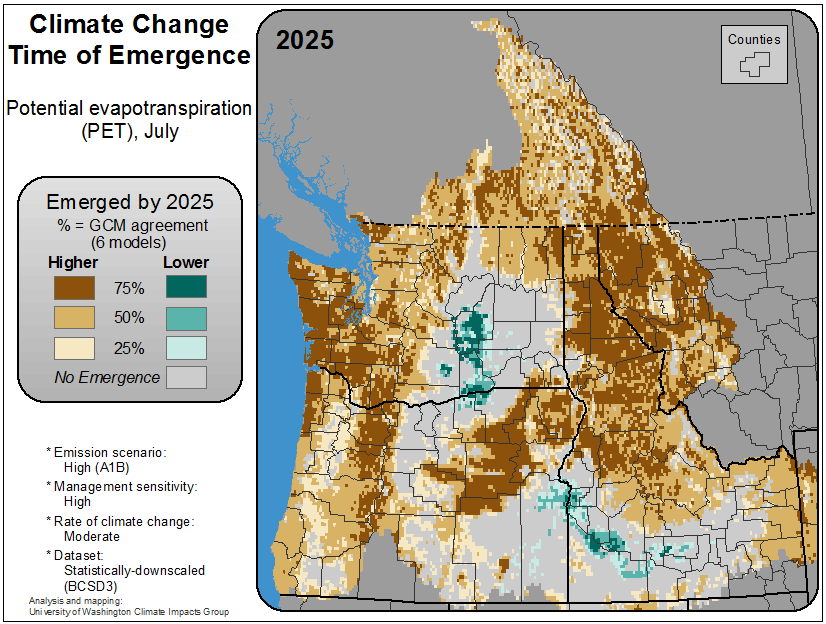 Climate Change
Time of Emergence
Potential evapotranspiration
(PET), July
Emerged by 2025
% = GCM agreement
(6 models)
Higher Lower
75%
50%
25%
No Emergence
* Emission scenario:
High (A1B)
* Management sensitivity:
High
* Rate of climate change:
Moderate
* Dataset:
Statistically-downscaled
(BCSD3)
Analysis and mapping:
University of Washington Climate Impacts Group
2025
Counties